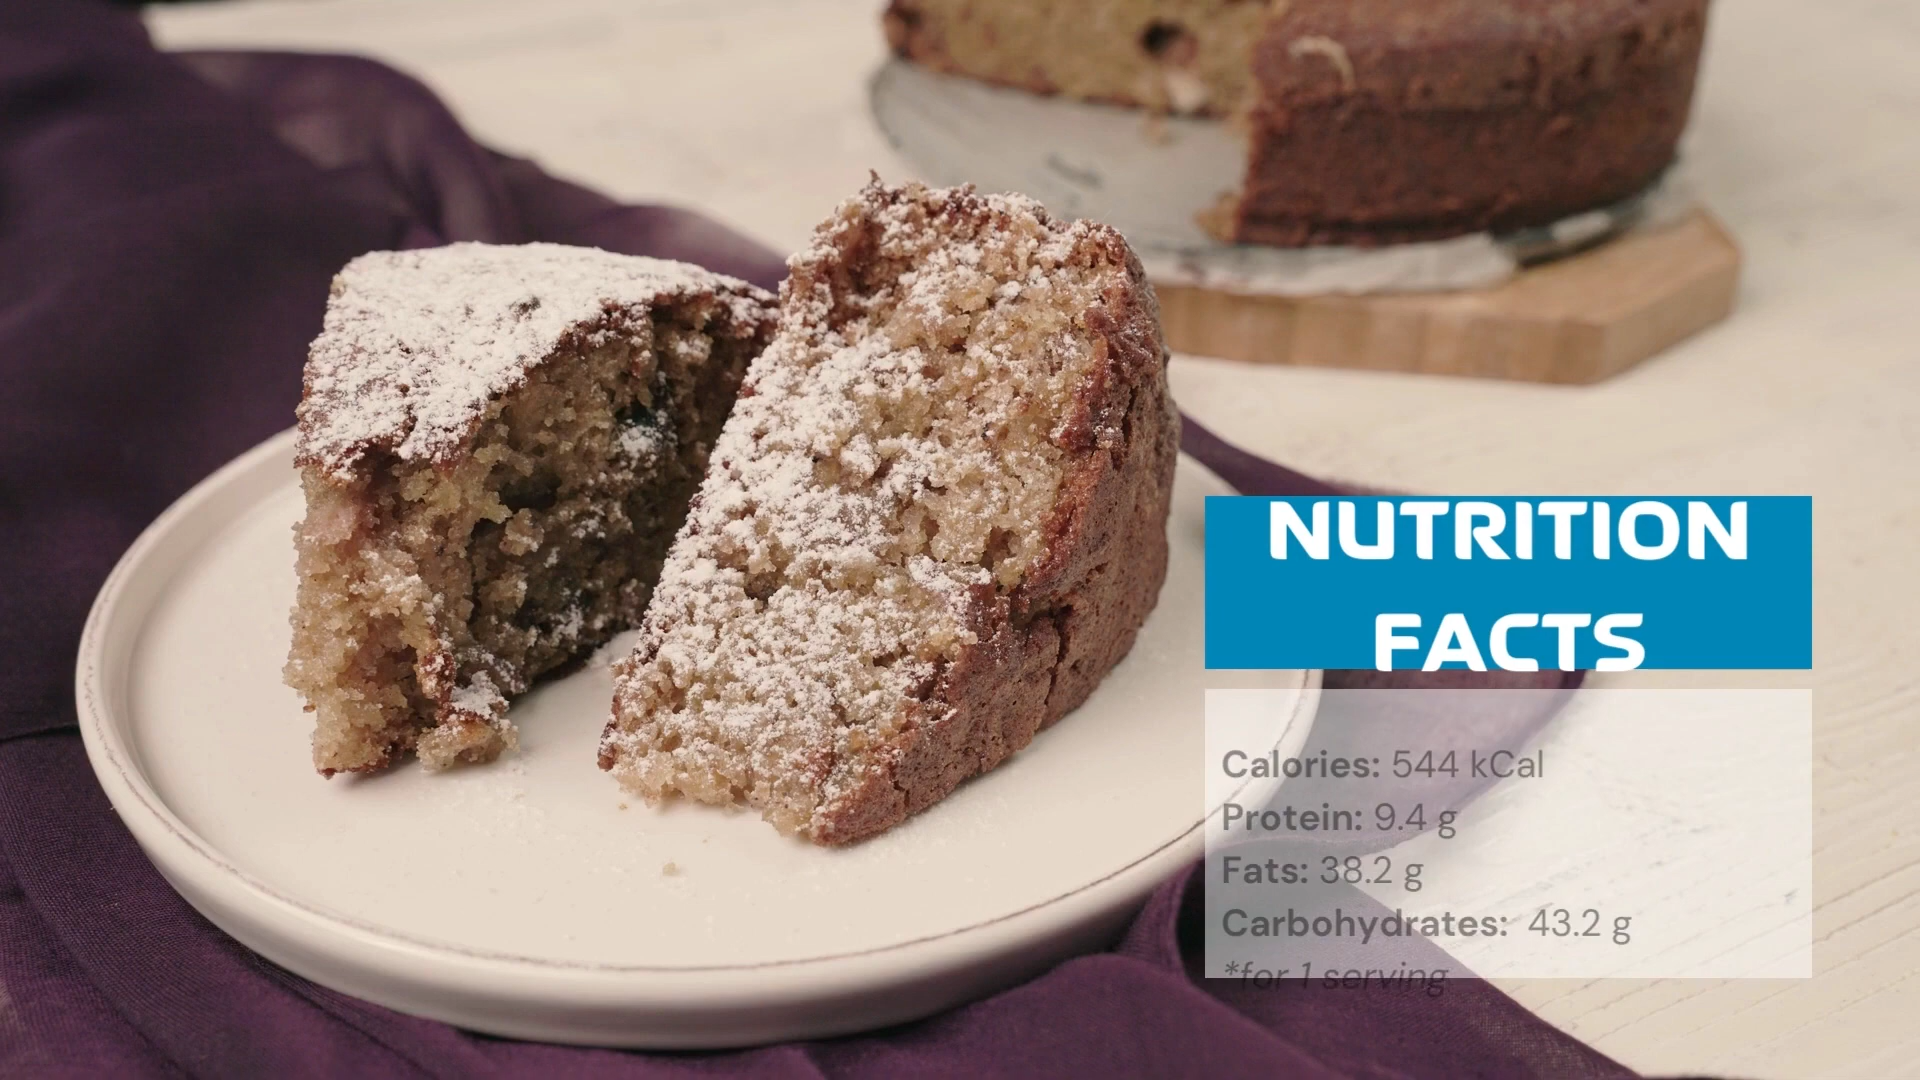 NUTRITION
FACTS
Calories: 544 kCal
Protein: 9.4 g
Fats: 38.2 g
Carbohydrates: 43.2 g
*for 1 serving